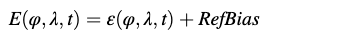 E(φ,λ,t) = ε(φ,λ,t) + RefBias